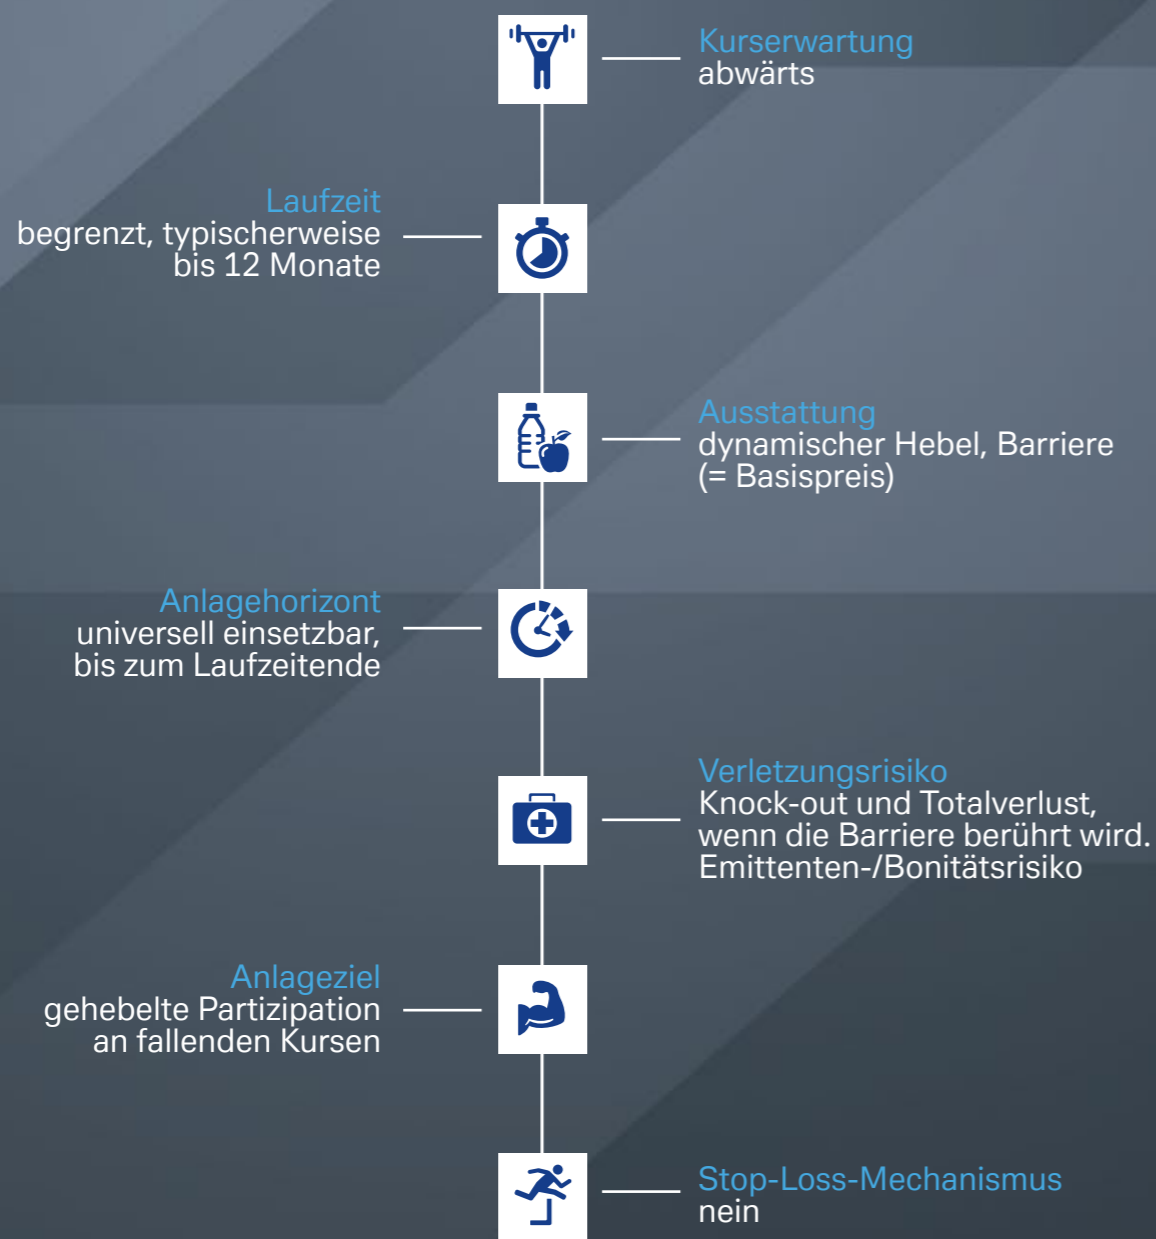 Kurserwartung
abwärts
Laufzeit
begrenzt, typischerweise
bis 12 Monate
Ausstattung
dynamischer Hebel, Barriere
(= Basispreis)
Anlagehorizont
universell einsetzbar,
bis zum Laufzeitende
Verletzungsrisiko
Knock-out und Totalverlust,
wenn die Barriere berührt wird.
Emittenten-/Bonitätsrisiko
Anlageziel
gehebelte Partizipation
an fallenden Kursen
Stop-Loss-Mechanismus
nein